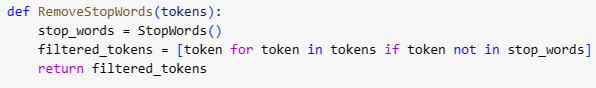 def RemoveStopWords(tokens):
    stop_words = StopWords()
    filtered_tokens = [token for token in tokens if token not in stop_words]
    return filtered_tokens